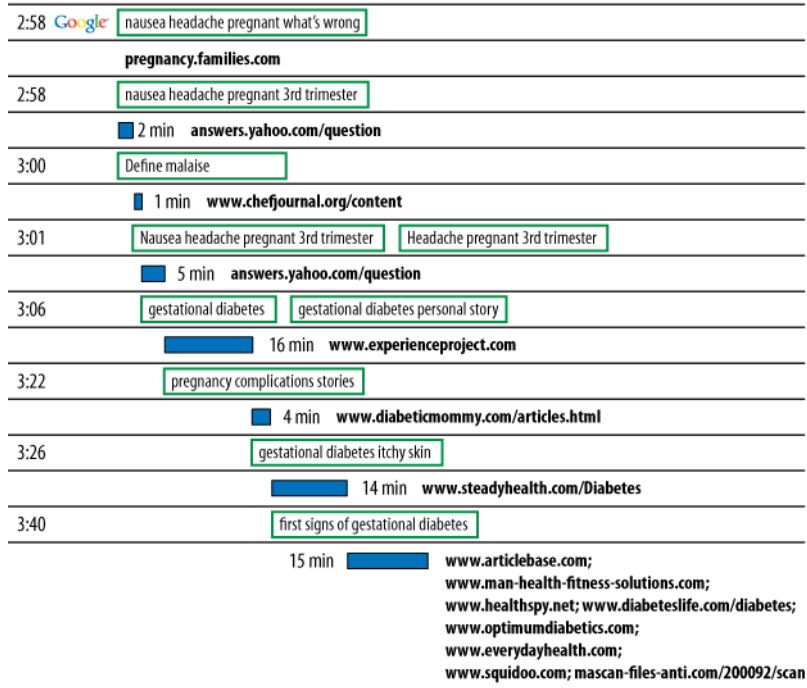 2:58 Google nausea headache pregnant what's wrong
pregnancy.families.com
2:58 nausea headache pregnant 3rd trimester
2 min answers.yahoo.com/question
3:00 Define malaise
1 min www.chefjournal.org/content
3:01 Nausea headache pregnant 3rd trimester Headache pregnant 3rd trimester
5 min answers.yahoo.com/question
3:06 gestational diabetes gestational diabetes personal story
16 min www.experienceproject.com
3:22 pregnancy complications stories
4 min www.diabeticmommy.com/articles.html
3:26 gestational diabetes itchy skin
14 min www.steadyhealth.com/Diabetes
3:40 first signs of gestational diabetes
15 min www.articlebase.com;
www.man-health-fitness-solutions.com;
www.healthspy.net; www.diabeteslife.com/diabetes;
www.optimumdiabetics.com;
www.everydayhealth.com;
www.squidoo.com; mascan-files-anti.com/200092/scan